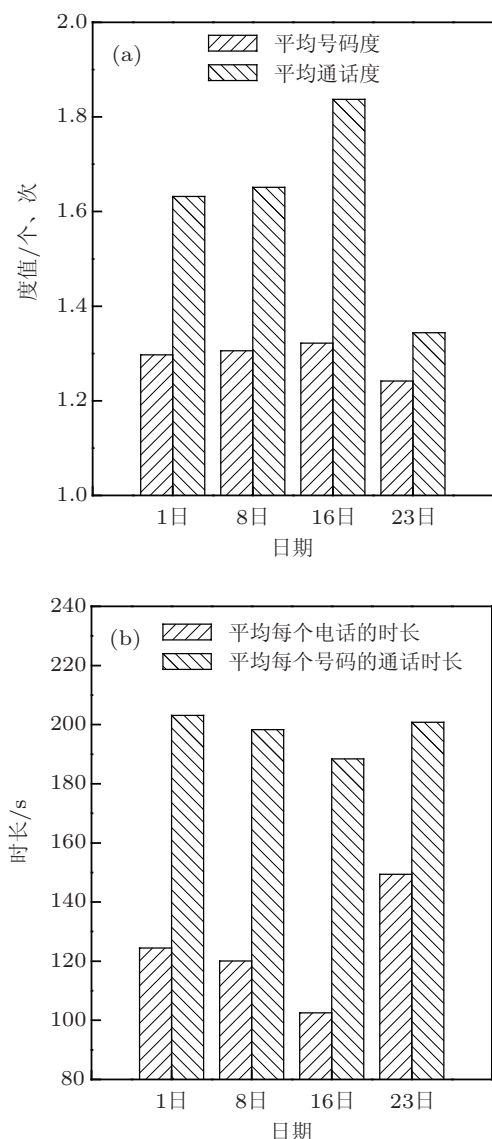 2.0
(a)
平均号码度
平均通话度
1.8
1.6
1.4
1.2
1.0
度值/个、次
1日 8日 16日 23日
日期
240
(b)
平均每个电话的时长
220
平均每个号码的通话时长
200
180
160
140
120
100
80
时长/s
1日 8日 16日 23日
日期